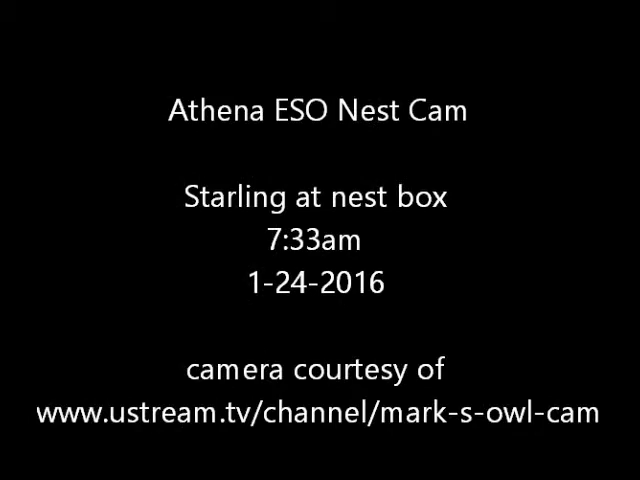 Athena ESO Nest Cam
Starling at nest box
7:33am
1-24-2016
camera courtesy of
www.ustream.tv/channel/mark-s-owl-cam